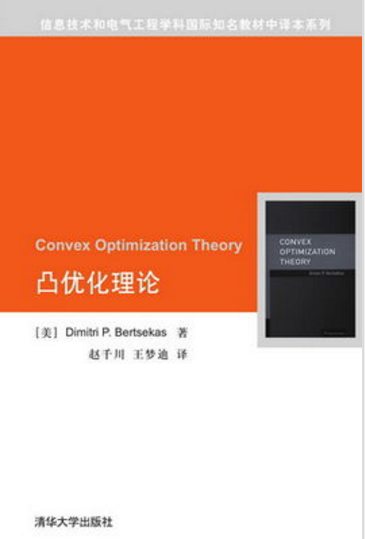 信息技术和电气工程学科国际知名教材中译本系列
Convex Optimization Theory
凸优化理论
CONVEX
OPTIMIZATION
THEORY
Dimitri P. Bertsekas
[美] Dimitri P. Bertsekas 著
赵千川 王梦迪 译
清华大学出版社